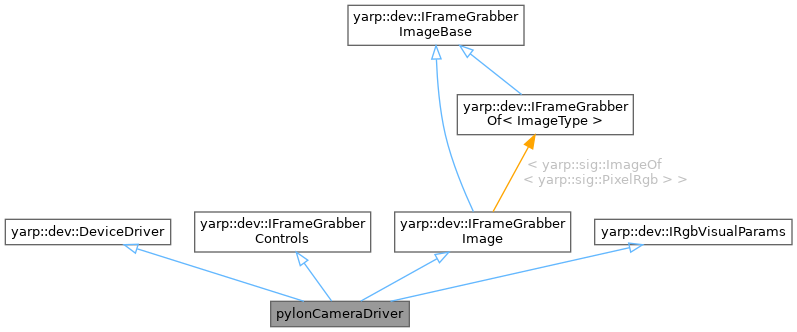 yarp::dev::IFrameGrabber
ImageBase
yarp::dev::IFrameGrabber
Of< ImageType >
< yarp::sig::ImageOf
< yarp::sig::PixelRgb > >
yarp::dev::DeviceDriver
yarp::dev::IFrameGrabber
Controls
yarp::dev::IFrameGrabber
Image
yarp::dev::IRgbVisualParams
pylonCameraDriver